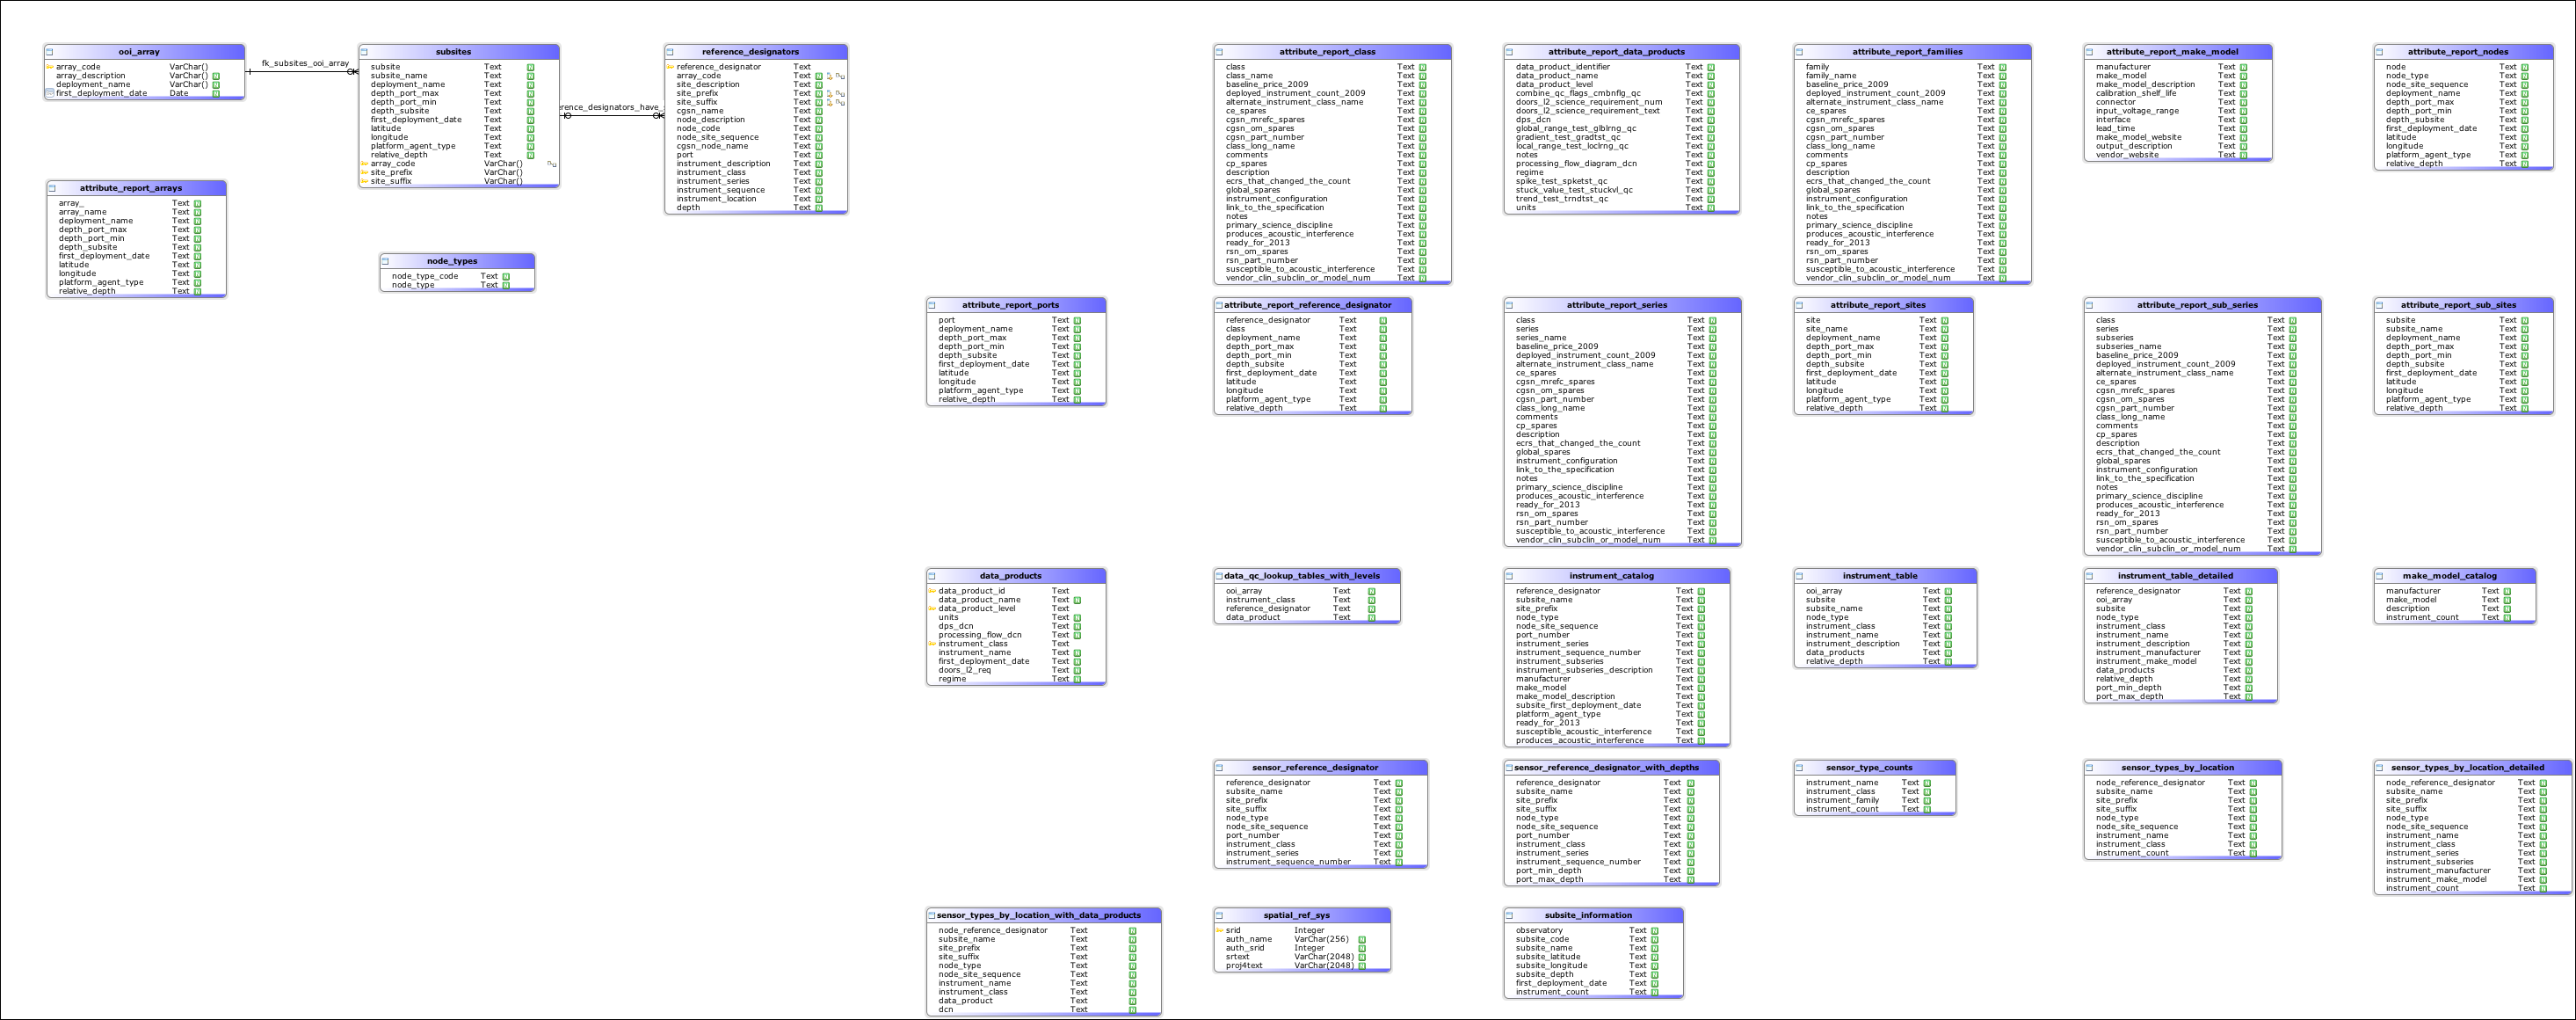 ooi_array
array_code VarChar()
array_description VarChar()
deployment_name VarChar()
first_deployment_date Date
fk_subsites_ooi_array
subsites
subsite Text
subsite_name Text
deployment_name Text
depth_port_max Text
depth_port_min Text
depth_subsite Text
first_deployment_date Text
latitude Text
longitude Text
platform_agent_type Text
relative_depth Text
array_code VarChar()
site_prefix VarChar()
site_suffix VarChar()
erence_designators_have_
reference_designators
reference_designator Text
array_code Text
site_description Text
site_prefix Text
site_suffix Text
cgsn_name Text
node_description Text
node_code Text
node_site_sequence Text
cgsn_node_name Text
port Text
instrument_description Text
instrument_class Text
instrument_series Text
instrument_sequence Text
instrument_location Text
depth Text
attribute_report_class
class Text
class_name Text
baseline_price_2009 Text
deployed_instrument_count_2009 Text
alternate_instrument_class_name Text
ce_spares Text
cgsn_mrefc_spares Text
cgsn_om_spares Text
cgsn_part_number Text
class_long_name Text
comments Text
cp_spares Text
description Text
ecrs_that_changed_the_count Text
global_spares Text
instrument_configuration Text
link_to_the_specification Text
notes Text
primary_science_discipline Text
produces_acoustic_interference Text
ready_for_2013 Text
rsn_om_spares Text
rsn_part_number Text
susceptible_to_acoustic_interference Text
vendor_clin_subclin_or_model_num Text
attribute_report_data_products
data_product_identifier Text
data_product_name Text
data_product_level Text
combine_qc_flags_cmbnflg_qc Text
doors_l2_science_requirement_num Text
doors_l2_science_requirement_text Text
dps_dcn Text
global_range_test_glblrng_qc Text
gradient_test_gradtst_qc Text
local_range_test_loclrng_qc Text
notes Text
processing_flow_diagram_dcn Text
regime Text
spike_test_spketst_qc Text
stuck_value_test_stuckvl_qc Text
trend_test_trndtst_qc Text
units Text
attribute_report_families
family Text
family_name Text
baseline_price_2009 Text
deployed_instrument_count_2009 Text
alternate_instrument_class_name Text
ce_spares Text
cgsn_mrefc_spares Text
cgsn_om_spares Text
cgsn_part_number Text
class_long_name Text
comments Text
cp_spares Text
description Text
ecrs_that_changed_the_count Text
global_spares Text
instrument_configuration Text
link_to_the_specification Text
notes Text
primary_science_discipline Text
produces_acoustic_interference Text
ready_for_2013 Text
rsn_om_spares Text
rsn_part_number Text
susceptible_to_acoustic_interference Text
vendor_clin_subclin_or_model_num Text
attribute_report_make_model
manufacturer Text
make_model Text
make_model_description Text
calibration_shelf_life Text
connector Text
input_voltage_range Text
interface Text
lead_time Text
make_model_website Text
output_description Text
vendor_website Text
attribute_report_nodes
node Text
node_type Text
node_site_sequence Text
deployment_name Text
depth_port_max Text
depth_port_min Text
depth_subsite Text
first_deployment_date Text
latitude Text
longitude Text
platform_agent_type Text
relative_depth Text
attribute_report_arrays
array_ Text
array_name Text
deployment_name Text
depth_port_max Text
depth_port_min Text
depth_subsite Text
first_deployment_date Text
latitude Text
longitude Text
platform_agent_type Text
relative_depth Text
node_types
node_type_code Text
node_type Text
attribute_report_ports
port Text
deployment_name Text
depth_port_max Text
depth_port_min Text
depth_subsite Text
first_deployment_date Text
latitude Text
longitude Text
platform_agent_type Text
relative_depth Text
attribute_report_reference_designator
reference_designator Text
class Text
deployment_name Text
depth_port_max Text
depth_port_min Text
depth_subsite Text
first_deployment_date Text
latitude Text
longitude Text
platform_agent_type Text
relative_depth Text
attribute_report_series
class Text
series Text
series_name Text
baseline_price_2009 Text
deployed_instrument_count_2009 Text
alternate_instrument_class_name Text
ce_spares Text
cgsn_mrefc_spares Text
cgsn_om_spares Text
cgsn_part_number Text
class_long_name Text
comments Text
cp_spares Text
description Text
ecrs_that_changed_the_count Text
global_spares Text
instrument_configuration Text
link_to_the_specification Text
notes Text
primary_science_discipline Text
produces_acoustic_interference Text
ready_for_2013 Text
rsn_om_spares Text
rsn_part_number Text
susceptible_to_acoustic_interference Text
vendor_clin_subclin_or_model_num Text
attribute_report_sites
site Text
site_name Text
deployment_name Text
depth_port_max Text
depth_port_min Text
depth_subsite Text
first_deployment_date Text
latitude Text
longitude Text
platform_agent_type Text
relative_depth Text
attribute_report_sub_series
class Text
series Text
subseries Text
subseries_name Text
baseline_price_2009 Text
deployed_instrument_count_2009 Text
alternate_instrument_class_name Text
ce_spares Text
cgsn_mrefc_spares Text
cgsn_om_spares Text
cgsn_part_number Text
class_long_name Text
comments Text
cp_spares Text
description Text
ecrs_that_changed_the_count Text
global_spares Text
instrument_configuration Text
link_to_the_specification Text
notes Text
primary_science_discipline Text
produces_acoustic_interference Text
ready_for_2013 Text
rsn_om_spares Text
rsn_part_number Text
susceptible_to_acoustic_interference Text
vendor_clin_subclin_or_model_num Text
attribute_report_sub_sites
subsite Text
subsite_name Text
deployment_name Text
depth_port_max Text
depth_port_min Text
depth_subsite Text
first_deployment_date Text
latitude Text
longitude Text
platform_agent_type Text
relative_depth Text
data_products
data_product_id Text
data_product_name Text
data_product_level Text
units Text
dps_dcn Text
processing_flow_dcn Text
instrument_class Text
instrument_name Text
first_deployment_date Text
doors_l2_req Text
regime Text
data_qc_lookup_tables_with_levels
ooi_array Text
instrument_class Text
reference_designator Text
data_product Text
instrument_catalog
reference_designator Text
subsite_name Text
site_prefix Text
node_type Text
node_site_sequence Text
port_number Text
instrument_series Text
instrument_sequence_number Text
instrument_subseries Text
instrument_subseries_description Text
manufacturer Text
make_model Text
make_model_description Text
subsite_first_deployment_date Text
platform_agent_type Text
ready_for_2013 Text
susceptible_acoustic_interference Text
produces_acoustic_interference Text
instrument_table
ooi_array Text
subsite Text
subsite_name Text
node_type Text
instrument_class Text
instrument_name Text
instrument_description Text
data_products Text
relative_depth Text
instrument_table_detailed
reference_designator Text
ooi_array Text
subsite Text
node_type Text
instrument_class Text
instrument_name Text
instrument_description Text
instrument_manufacturer Text
instrument_make_model Text
data_products Text
relative_depth Text
port_min_depth Text
port_max_depth Text
make_model_catalog
manufacturer Text
make_model Text
description Text
instrument_count Text
sensor_reference_designator
reference_designator Text
subsite_name Text
site_prefix Text
site_suffix Text
node_type Text
node_site_sequence Text
port_number Text
instrument_class Text
instrument_series Text
instrument_sequence_number Text
sensor_reference_designator_with_depths
reference_designator Text
subsite_name Text
site_prefix Text
site_suffix Text
node_type Text
node_site_sequence Text
port_number Text
instrument_class Text
instrument_series Text
instrument_sequence_number Text
port_min_depth Text
port_max_depth Text
sensor_type_counts
instrument_name Text
instrument_class Text
instrument_family Text
instrument_count Text
sensor_types_by_location
node_reference_designator Text
subsite_name Text
site_prefix Text
site_suffix Text
node_type Text
node_site_sequence Text
instrument_name Text
instrument_class Text
instrument_count Text
sensor_types_by_location_detailed
node_reference_designator Text
subsite_name Text
site_prefix Text
site_suffix Text
node_type Text
node_site_sequence Text
instrument_name Text
instrument_class Text
instrument_series Text
instrument_subseries Text
instrument_manufacturer Text
instrument_make_model Text
instrument_count Text
sensor_types_by_location_with_data_products
node_reference_designator Text
subsite_name Text
site_prefix Text
site_suffix Text
node_type Text
node_site_sequence Text
instrument_name Text
instrument_class Text
data_product Text
dcn Text
spatial_ref_sys
srid Integer
auth_name VarChar(256)
auth_srid Integer
srtext VarChar(2048)
proj4text VarChar(2048)
subsite_information
observatory Text
subsite_code Text
subsite_name Text
subsite_latitude Text
subsite_longitude Text
subsite_depth Text
first_deployment_date Text
instrument_count Text